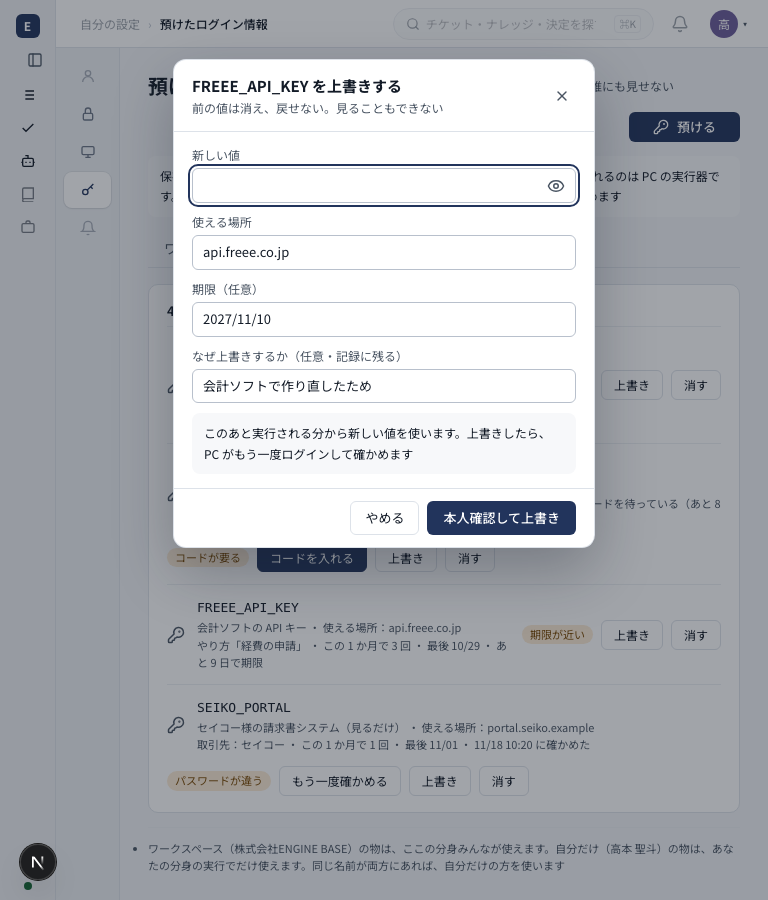 E
自分の設定 › 預けたログイン情報
チケット・ナレッジ・決定を探
⌘K
高
誰にも見せない
預ける
FREEE_API_KEY を上書きする
前の値は消え、戻せない。見ることもできない
新しい値
使える場所
api.freee.co.jp
期限（任意）
2027/11/10
なぜ上書きするか（任意・記録に残る）
会計ソフトで作り直したため
このあと実行される分から新しい値を使います。上書きしたら、
PC がもう一度ログインして確かめます
やめる
本人確認して上書き
れるのは PC の実行器で
す。
上書き
消す
ードを待っている（あと 8
コードが要る
コードを入れる
上書き
消す
FREEE_API_KEY
会計ソフトの API キー ・ 使える場所：api.freee.co.jp
やり方「経費の申請」 ・ この 1 か月で 3 回 ・ 最後 10/29 ・ あ
と 9 日で期限
期限が近い
上書き
消す
SEIKO_PORTAL
セイコー様の請求書システム（見るだけ） ・ 使える場所：portal.seiko.example
取引先：セイコー ・ この 1 か月で 1 回 ・ 最後 11/01 ・ 11/18 10:20 に確かめた
パスワードが違う
もう一度確かめる
上書き
消す
ワークスペース（株式会社ENGINE BASE）の物は、ここの分身みんなが使えます。自分だけ（高本 聖斗）の物は、あな
たの分身の実行でだけ使えます。同じ名前が両方にあれば、自分だけの方を使います
N